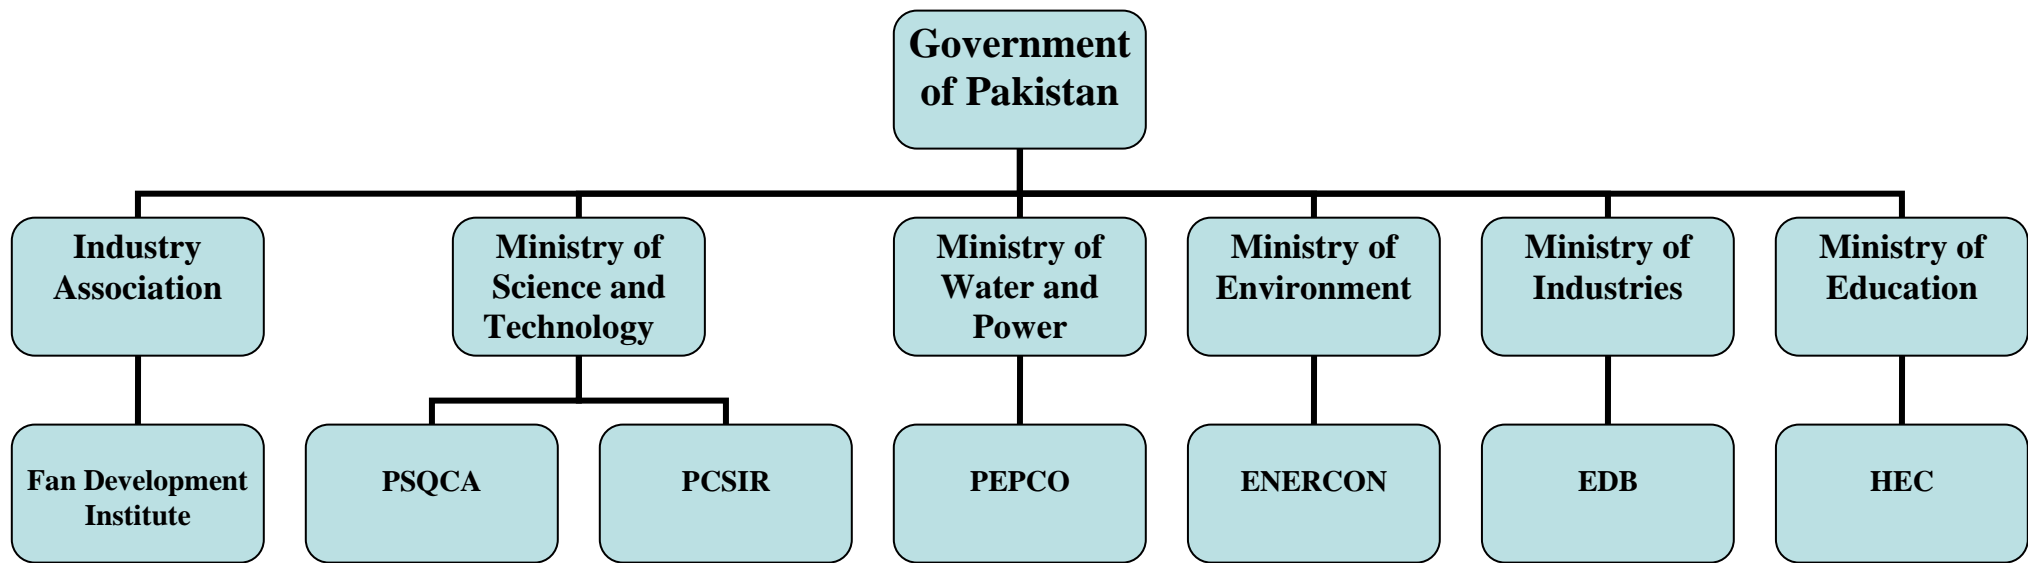 Government
of Pakistan
Industry
Association
Ministry of
Science and
Technology
Ministry of
Water and
Power
Ministry of
Environment
Ministry of
Industries
Ministry of
Education
Fan Development
Institute
PSQCA
PCSIR
PEPCO
ENERCON
EDB
HEC